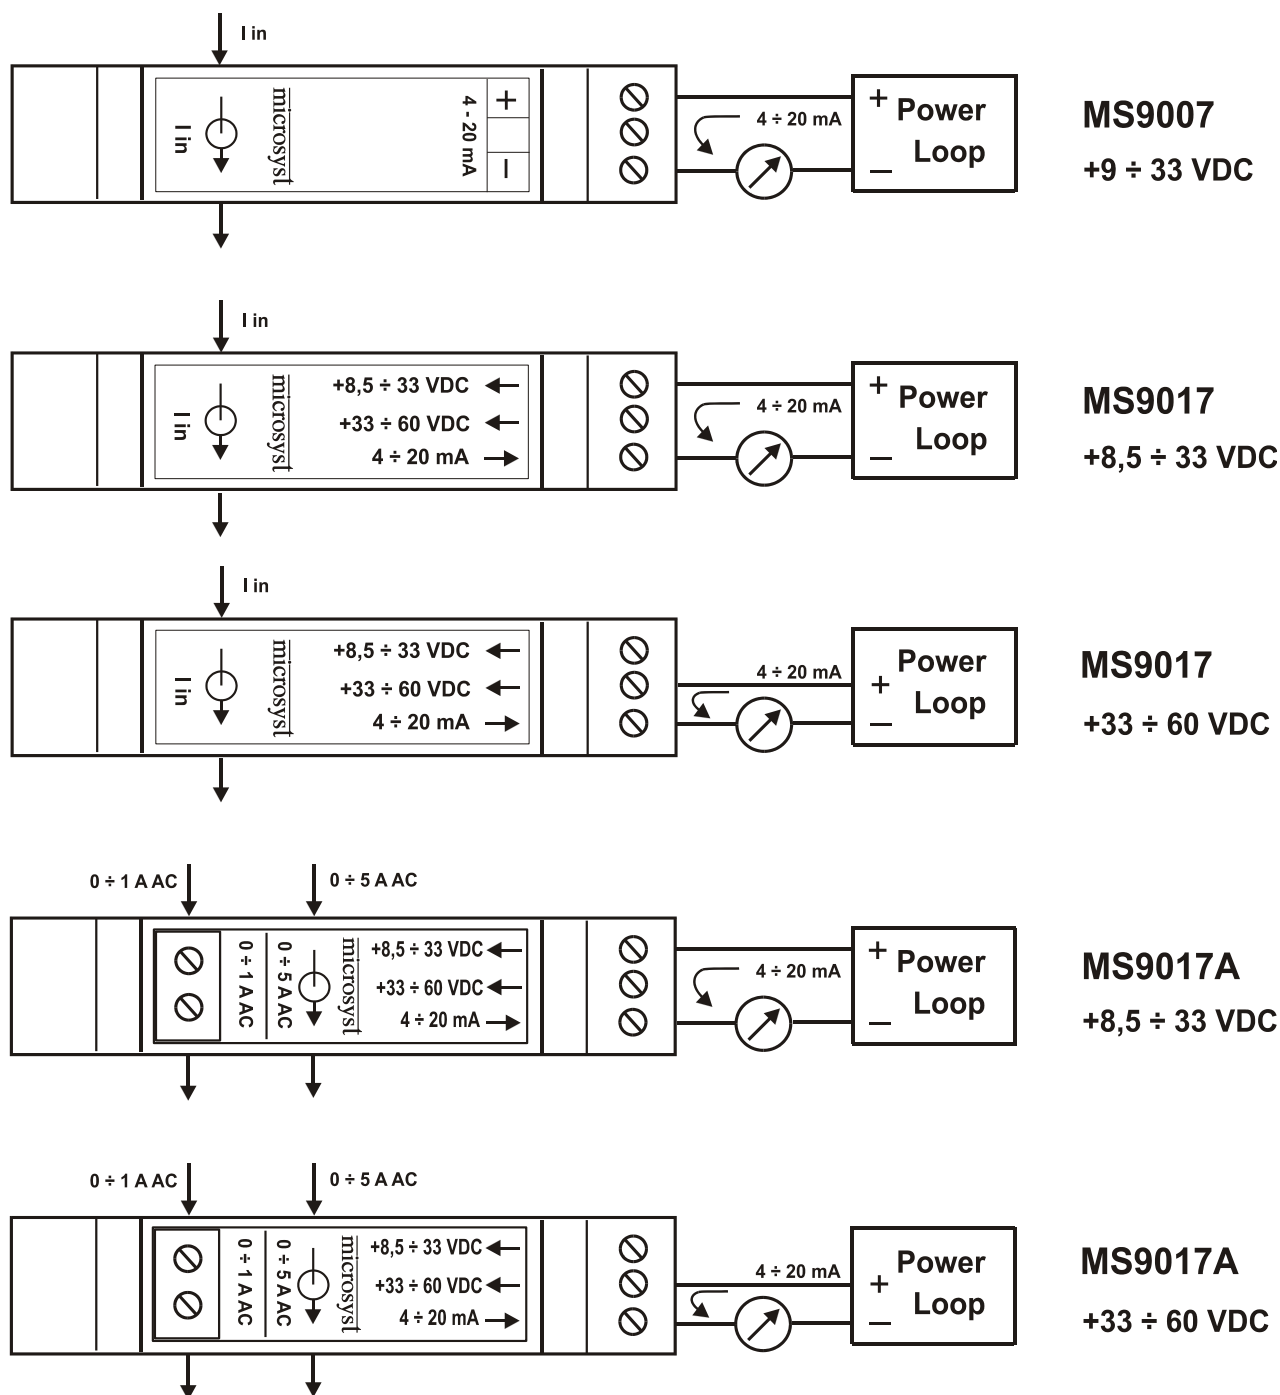 I in
I in
microsyst
4 - 20 mA
+
–
4 ÷ 20 mA
+ Power
– Loop
MS9007
+9 ÷ 33 VDC
I in
I in
microsyst
+8,5 ÷ 33 VDC
+33 ÷ 60 VDC
4 ÷ 20 mA
4 ÷ 20 mA
+ Power
– Loop
MS9017
+8,5 ÷ 33 VDC
I in
I in
microsyst
+8,5 ÷ 33 VDC
+33 ÷ 60 VDC
4 ÷ 20 mA
4 ÷ 20 mA
Power
+ Loop
–
MS9017
+33 ÷ 60 VDC
0 ÷ 1 A AC
0 ÷ 5 A AC
0 ÷ 1 A AC
0 ÷ 5 A AC
microsyst
+8,5 ÷ 33 VDC
+33 ÷ 60 VDC
4 ÷ 20 mA
4 ÷ 20 mA
+ Power
– Loop
MS9017A
+8,5 ÷ 33 VDC
0 ÷ 1 A AC
0 ÷ 5 A AC
0 ÷ 1 A AC
0 ÷ 5 A AC
microsyst
+8,5 ÷ 33 VDC
+33 ÷ 60 VDC
4 ÷ 20 mA
4 ÷ 20 mA
Power
+ Loop
–
MS9017A
+33 ÷ 60 VDC